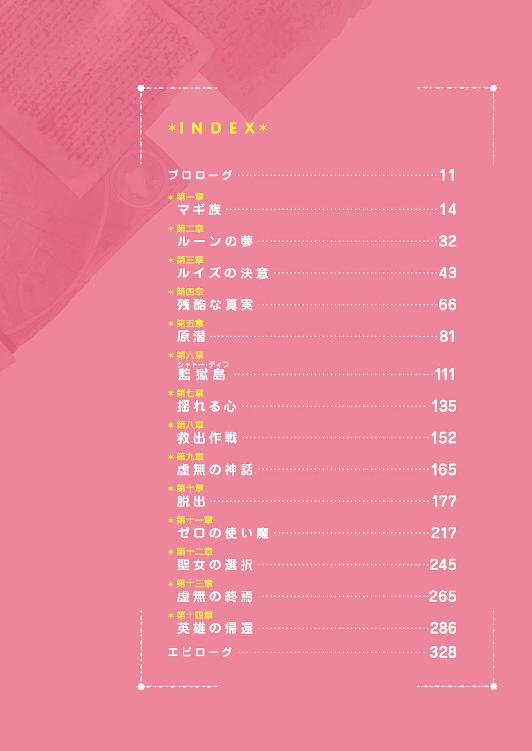 *INDEX*
プロローグ 11
*第一章
マギ族 14
*第二章
ルーンの夢 32
*第三章
ルイズの決意 43
*第四章
残酷な真実 66
*第五章
原潜 81
*第六章
シャトー・ディフ
監獄島 111
*第七章
揺れる心 135
*第八章
救出作戦 152
*第九章
虚無の神話 165
*第十章
脱出 177
*第十一章
ゼロの使い魔 217
*第十二章
聖女の選択 245
*第十三章
虚無の終焉 265
*第十四章
英雄の帰還 286
エピローグ 328